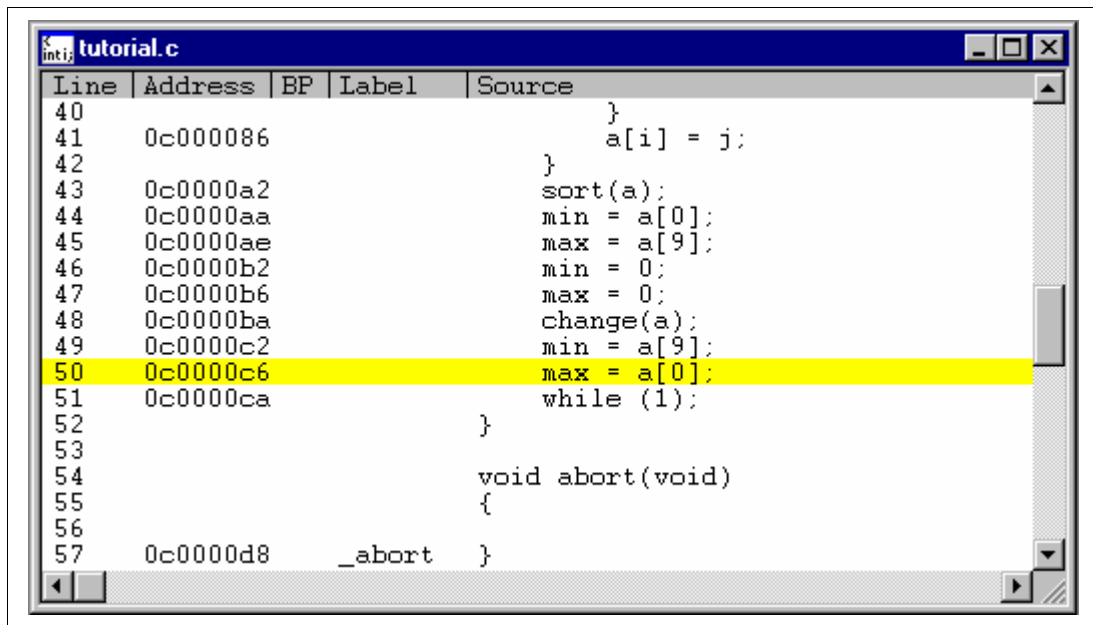 inti; tutorial.c
Line Address BP Label Source
40 }
41 0c000086 a[i] = j;
42 }
43 0c0000a2 sort(a);
44 0c0000aa min = a[0];
45 0c0000ae max = a[9];
46 0c0000b2 min = 0;
47 0c0000b6 max = 0;
48 0c0000ba change(a);
49 0c0000c2 min = a[9];
50 0c0000c6 max = a[0];
51 0c0000ca while (1);
52 }
53
54 void abort(void)
55 {
56
57 0c0000d8 _abort }